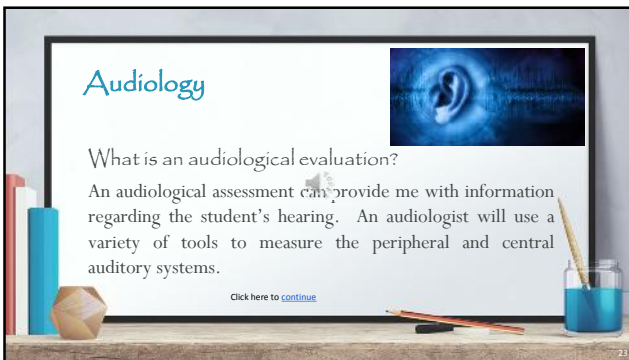 Audiology
What is an audiological evaluation?
An audiological assessment can provide me with information
regarding the student's hearing. An audiologist will use a
variety of tools to measure the peripheral and central
auditory systems.
Click here to continue
23